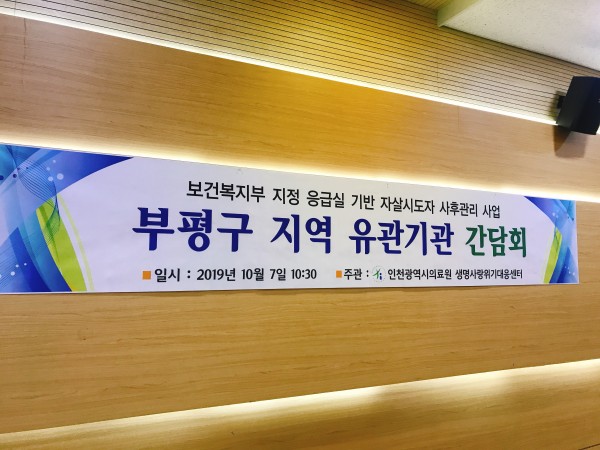 보건복지부 지정 응급실 기반 자살시도자 사후관리 사업
부평구 지역 유관기관 간담회
■일시 : 2019년 10월 7일 10:30 ■주관 : 인천광역시의료원 생명사랑위기대응센터